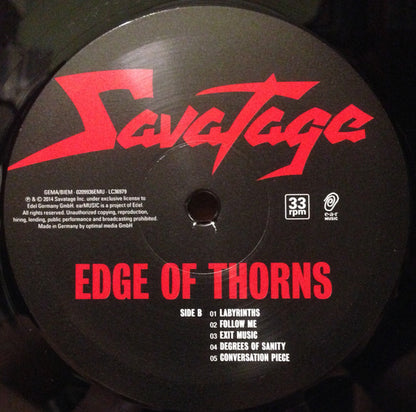 Savatage
GEMA/BIEM - 0209936EMU - LC36979
℗ & © 2014 Savatage Inc. under exclusive license to
Edel Germany GmbH. earMUSIC is a project of Edel.
All rights reserved. Unauthorized copying, reproduction,
hiring, lending, public performance and broadcasting prohibited.
Made in Germany by optimal media GmbH
33
rpm
e·a·r
MUSIC
EDGE OF THORNS
SIDE B 01 LABYRINTHS
02 FOLLOW ME
03 EXIT MUSIC
04 DEGREES OF SANITY
05 CONVERSATION PIECE